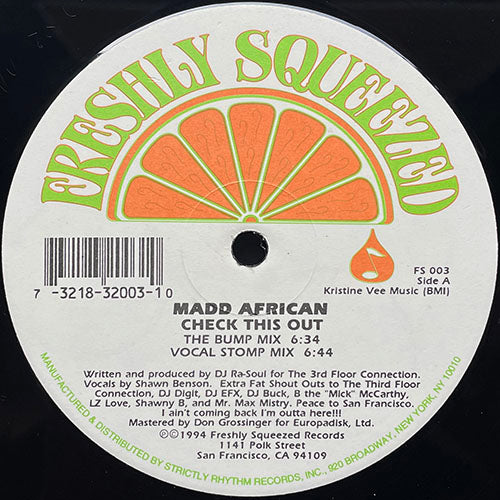 FRESHLY SQUEEZED
FS 003
Side A
Kristine Vee Music (BMI)
7 -3218-32003-1 0
MADD AFRICAN
CHECK THIS OUT
THE BUMP MIX 6:34
VOCAL STOMP MIX 6:44
Written and produced by DJ Ra-Soul for The 3rd Floor Connection.
Vocals by Shawn Benson. Extra Fat Shout Outs to The Third Floor
Connection, DJ Digit, DJ EFX, DJ Buck, B the "Mick" McCarthy,
LZ Love, Shawny B, and Mr. Max Mistry. Peace to San Francisco.
I ain't coming back I'm outta here!!!
Mastered by Don Grossinger for Europadisk, Ltd.
℗©1994 Freshly Squeezed Records
1141 Polk Street
San Francisco, CA 94109
MANUFACTURED & DISTRIBUTED BY STRICTLY RHYTHM RECORDS, INC., 920 BROADWAY, NEW YORK, NY 10010